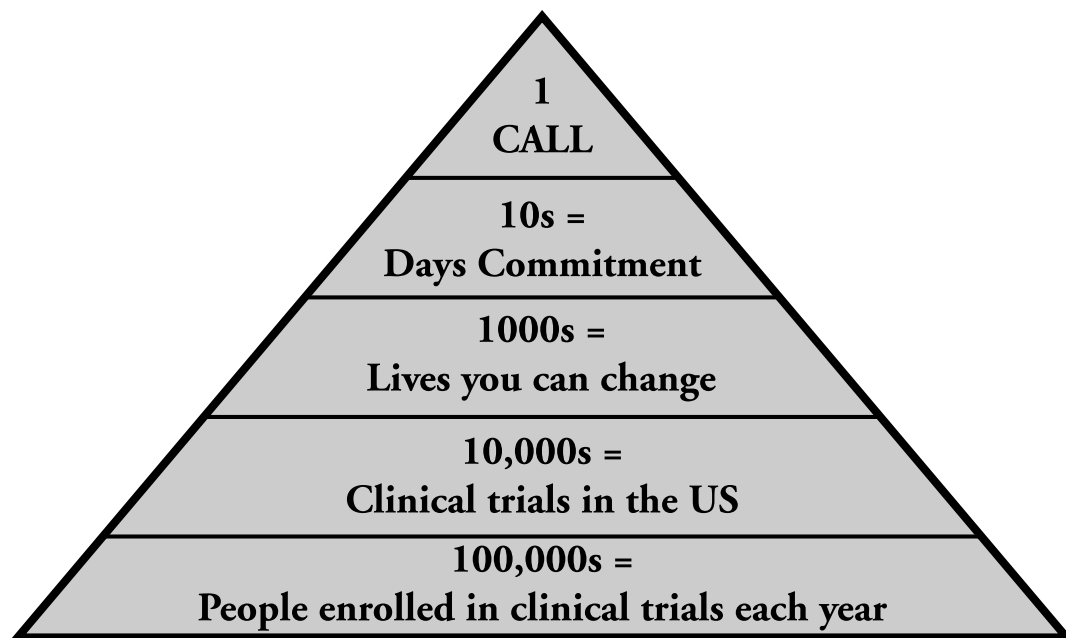 1
CALL
10s =
Days Commitment
1000s =
Lives you can change
10,000s =
Clinical trials in the US
100,000s =
People enrolled in clinical trials each year